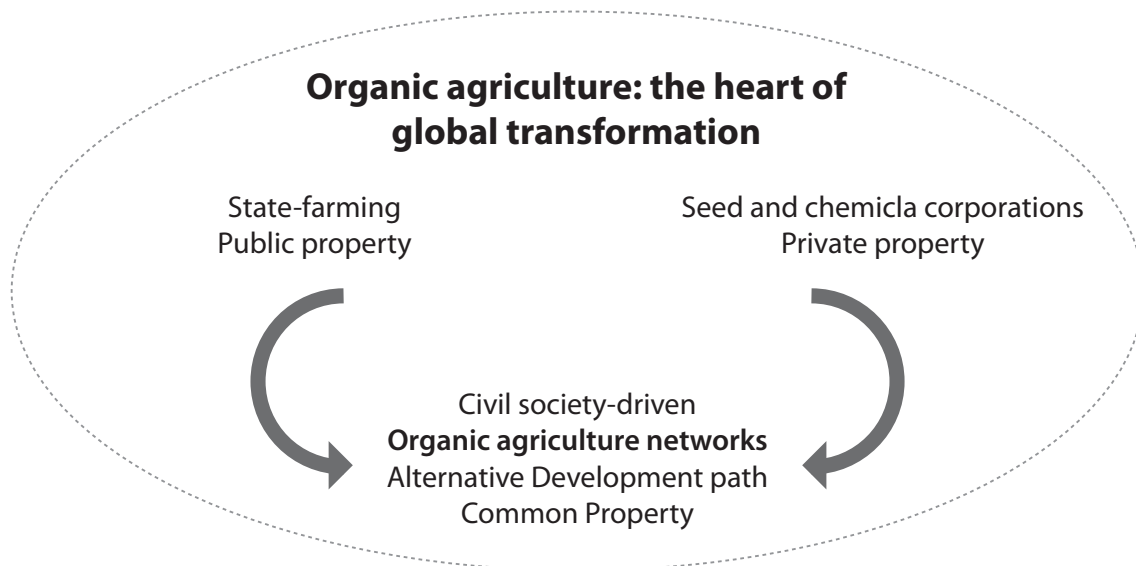 Organic agriculture: the heart of
global transformation
State-farming
Public property
Seed and chemicla corporations
Private property
Civil society-driven
Organic agriculture networks
Alternative Development path
Common Property